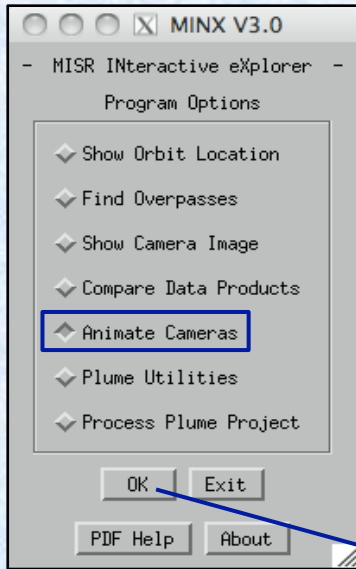 MINX V3.0
- MISR INteractive eXplorer -
Program Options
Show Orbit Location
Find Overpasses
Show Camera Image
Compare Data Products
Animate Cameras
Plume Utilities
Process Plume Project
OK Exit
PDF Help About